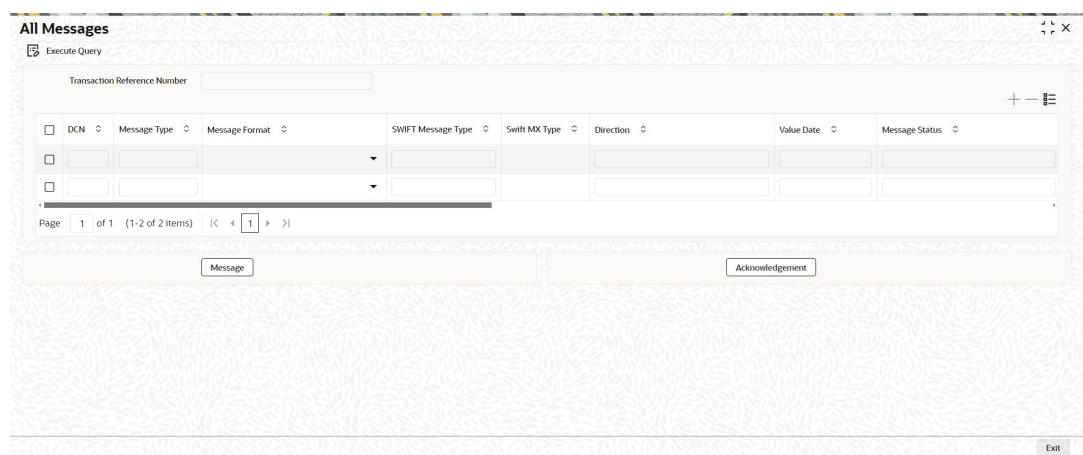 All Messages
Execute Query
Transaction Reference Number
DCN Message Type Message Format SWIFT Message Type Swift MX Type Direction Value Date Message Status
Page 1 of 1 (1-2 of 2 items) 1
Message Acknowledgement
Exit